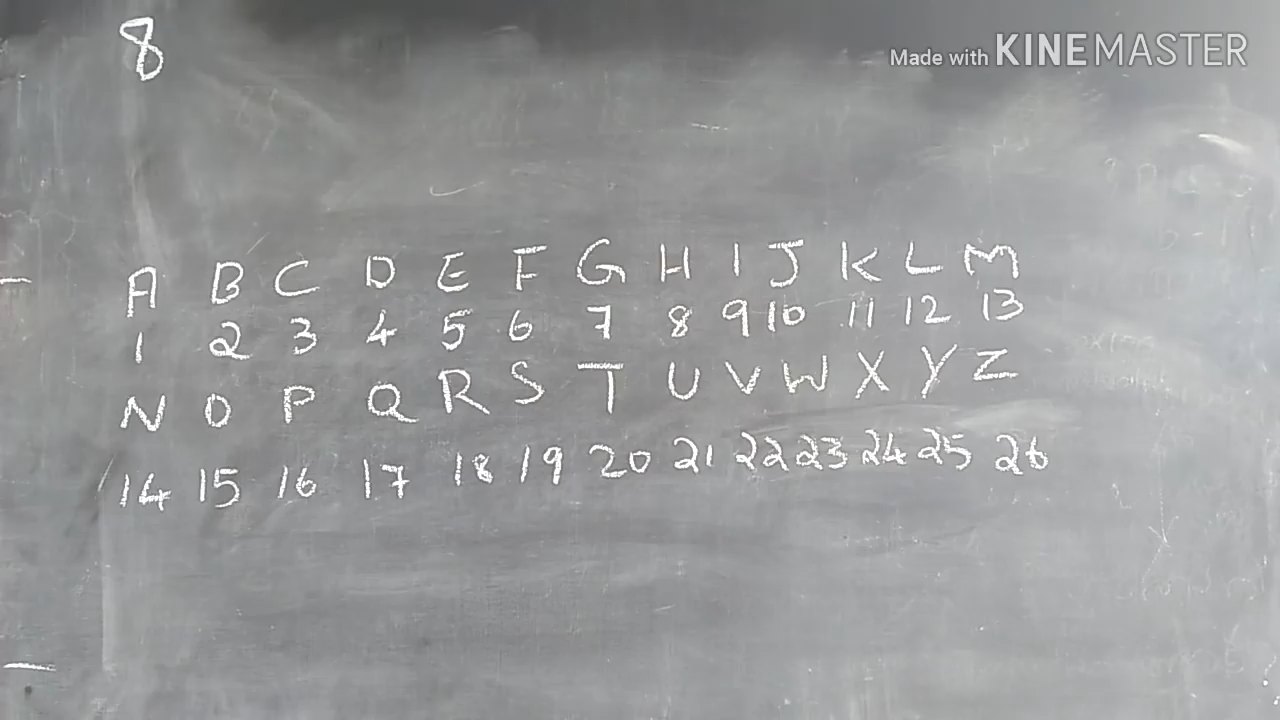 8
Made with KINEMASTER
A B C D E F G H I J K L M
1 2 3 4 5 6 7 8 9 10 11 12 13
N O P Q R S T U V W X Y Z
14 15 16 17 18 19 20 21 22 23 24 25 26